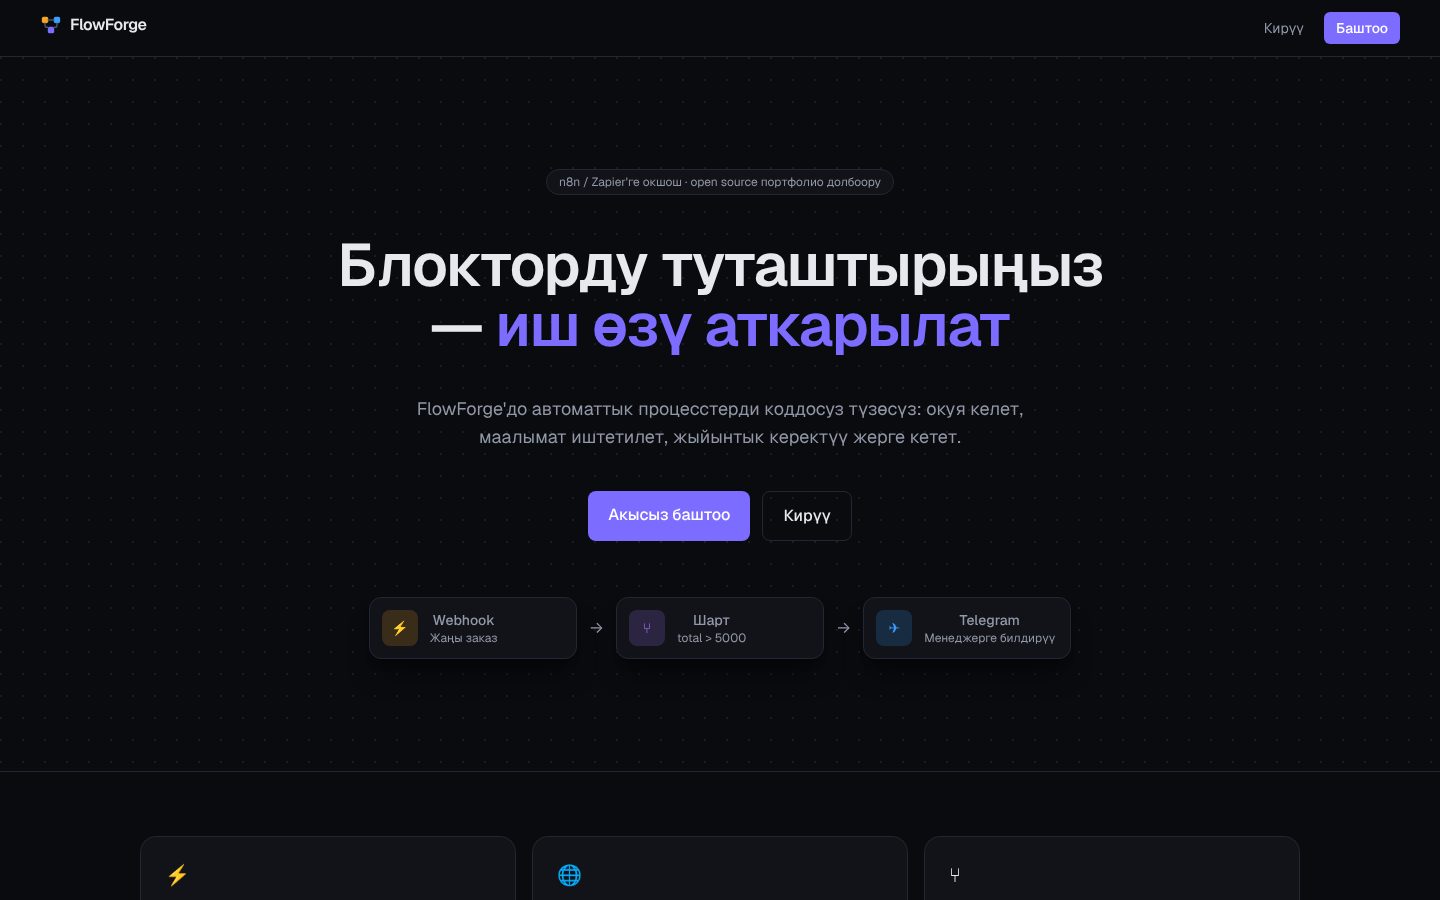 FlowForge
Кирүү
Баштоо
n8n / Zapier'ге окшош · open source портфолио долбоору
Блокторду туташтырыңыз
— иш өзү аткарылат
FlowForge'до автоматтык процесстерди коддосуз түзөсүз: окуя келет,
маалымат иштетилет, жыйынтык керектүү жерге кетет.
Акысыз баштоо
Кирүү
Webhook
Жаңы заказ
→
Шарт
total > 5000
→
Telegram
Менеджерге билдирүү